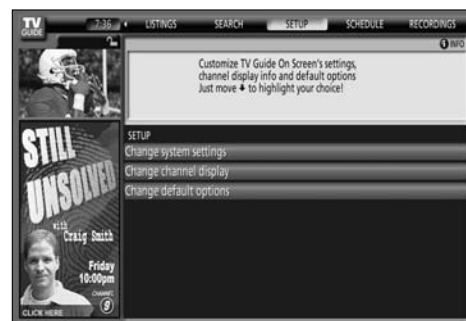 TV
GUIDE
7:36
LISTINGS
SEARCH
SETUP
SCHEDULE
RECORDINGS
i INFO
Customize TV Guide On Screen's settings,
channel display info and default options
Just move ↓ to highlight your choice!
SETUP
Change system settings
Change channel display
Change default options
STILL
UNSOLVED
with
Craig Smith
Friday
10:00pm
CHANNEL
9
CLICK HERE